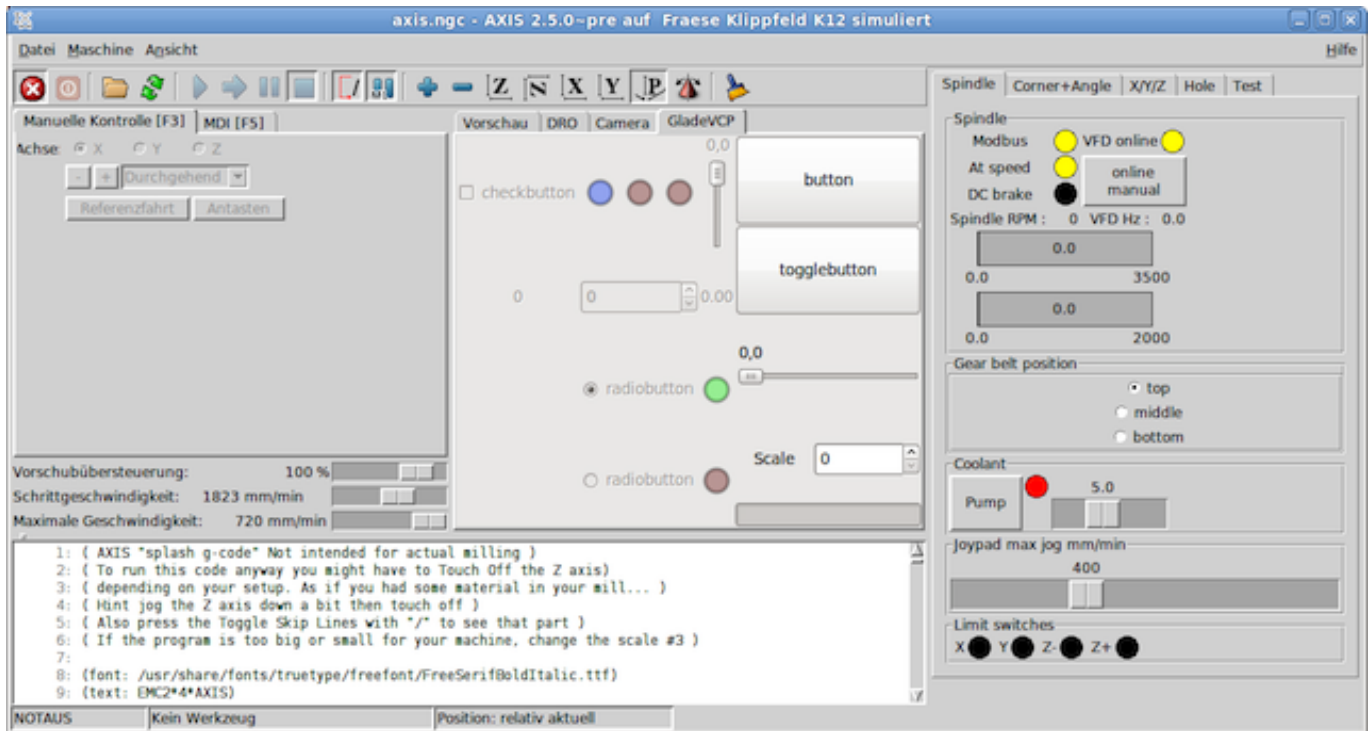 axis.ngc - AXIS 2.5.0~pre auf Fraese Klippfeld K12 simuliert
Datei Maschine Ansicht Hilfe
Z N X Y P
Manuelle Kontrolle [F3] MDI [F5]
Achse: X Y Z
- + Durchgehend
Referenzfahrt Antasten
Vorschubübersteuerung: 100 %
Schrittgeschwindigkeit: 1823 mm/min
Maximale Geschwindigkeit: 720 mm/min
Vorschau DRO Camera GladeVCP
0,0
checkbutton
button
togglebutton
0 0 0.00
0,0
radiobutton
Scale 0
radiobutton
Spindle Corner+Angle X/Y/Z Hole Test
Spindle
Modbus VFD online
At speed
online
manual
DC brake
Spindle RPM : 0 VFD Hz : 0.0
0.0
0.0 3500
0.0
0.0 2000
Gear belt position
top
middle
bottom
Coolant
Pump 5.0
Joypad max jog mm/min
400
Limit switches
X Y Z- Z+
1: ( AXIS "splash g-code" Not intended for actual milling )
2: ( To run this code anyway you might have to Touch Off the Z axis)
3: ( depending on your setup. As if you had some material in your mill... )
4: ( Hint jog the Z axis down a bit then touch off )
5: ( Also press the Toggle Skip Lines with "/" to see that part )
6: ( If the program is too big or small for your machine, change the scale #3 )
7:
8: (font: /usr/share/fonts/truetype/freefont/FreeSerifBoldItalic.ttf)
9: (text: EMC2*4*AXIS)
NOTAUS Kein Werkzeug Position: relativ aktuell